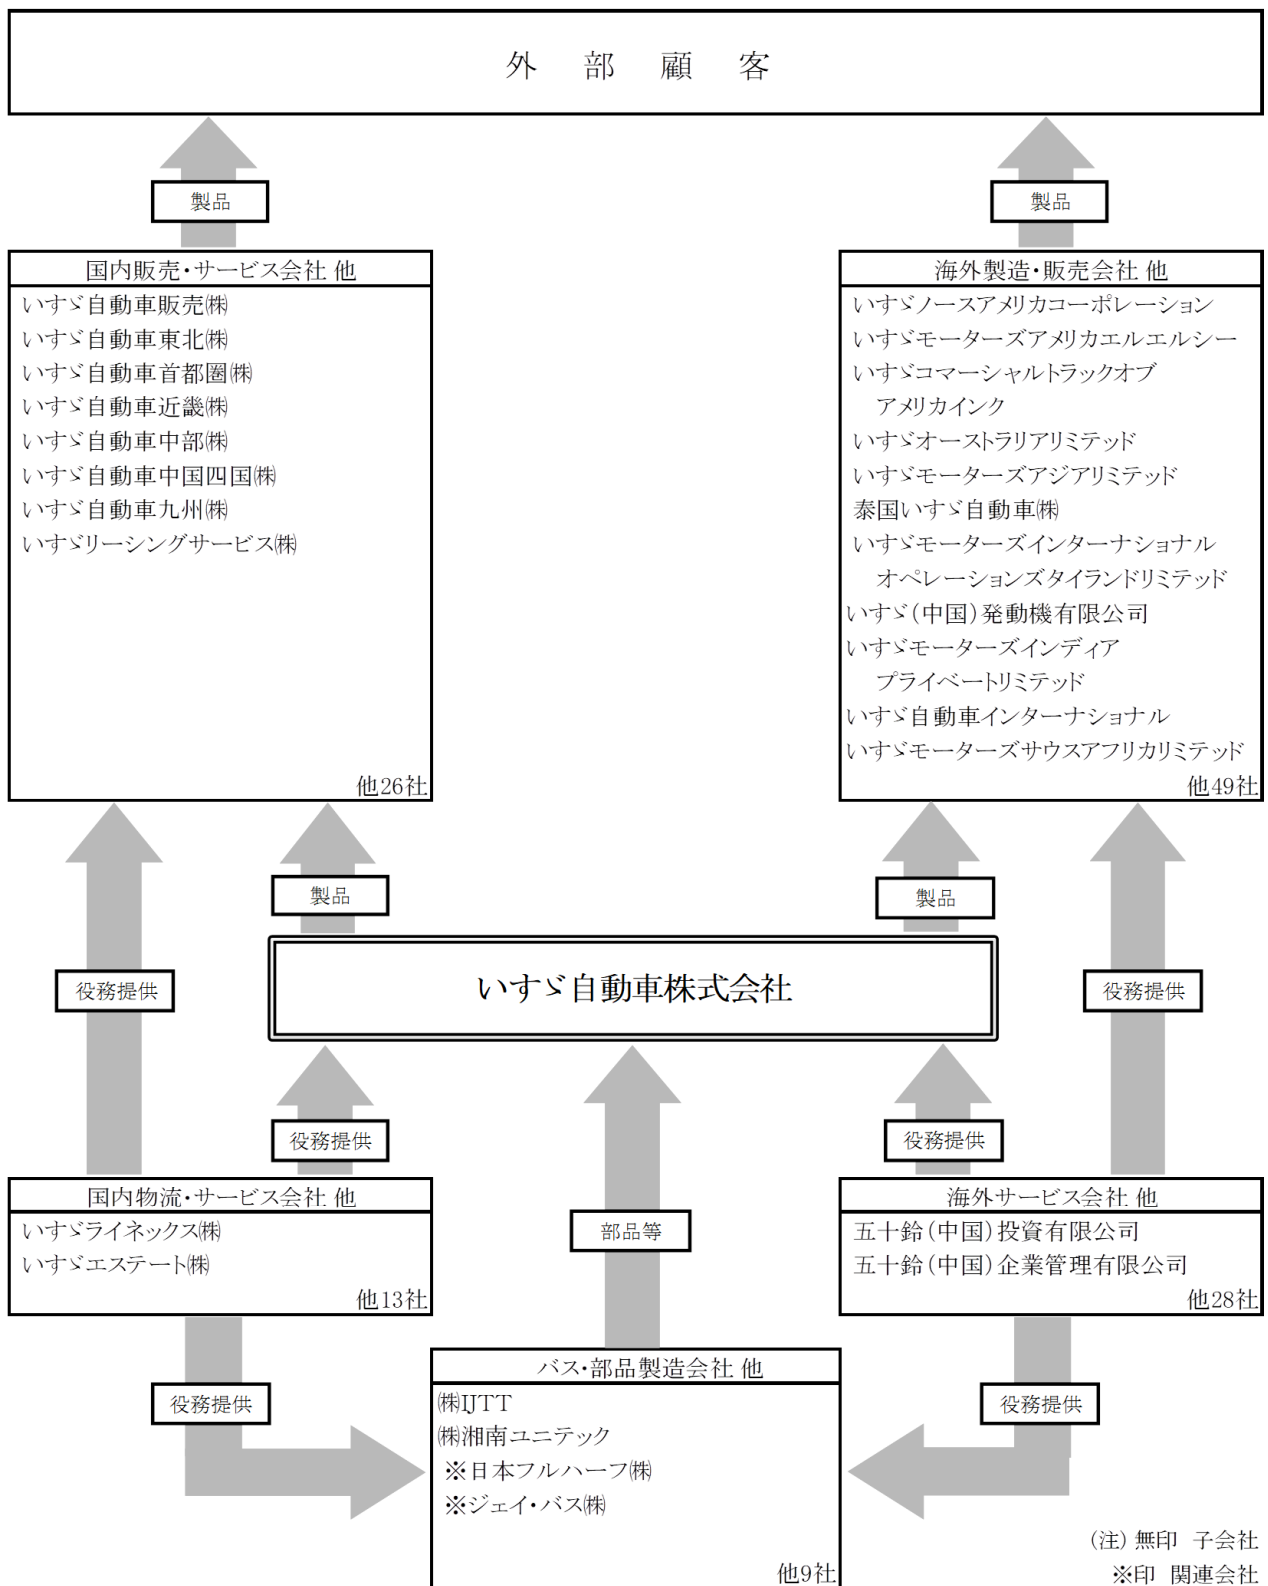 外部顧客
製品
製品
国内販売・サービス会社 他
いすゞ自動車販売㈱
いすゞ自動車東北㈱
いすゞ自動車首都圏㈱
いすゞ自動車近畿㈱
いすゞ自動車中部㈱
いすゞ自動車中国四国㈱
いすゞ自動車九州㈱
いすゞリーシングサービス㈱
他26社
海外製造・販売会社 他
いすゞノースアメリカコーポレーション
いすゞモーターズアメリカエルエルシー
いすゞコマーシャルトラックオブ
アメリカインク
いすゞオーストラリアリミテッド
いすゞモーターズアジアリミテッド
泰国いすゞ自動車㈱
いすゞモーターズインターナショナル
オペレーションズタイランドリミテッド
いすゞ(中国)発動機有限公司
いすゞモーターズインディア
プライベートリミテッド
いすゞ自動車インターナショナル
いすゞモーターズサウスアフリカリミテッド
他49社
製品
製品
役務提供
いすゞ自動車株式会社
役務提供
役務提供
役務提供
国内物流・サービス会社 他
いすゞライネックス㈱
いすゞエステート㈱
他13社
部品等
海外サービス会社 他
五十鈴(中国)投資有限公司
五十鈴(中国)企業管理有限公司
他28社
役務提供
役務提供
バス・部品製造会社 他
㈱IJTT
㈱湘南ユニテック
※日本フルハーフ㈱
※ジェイ・バス㈱
他9社
(注) 無印 子会社
※印 関連会社